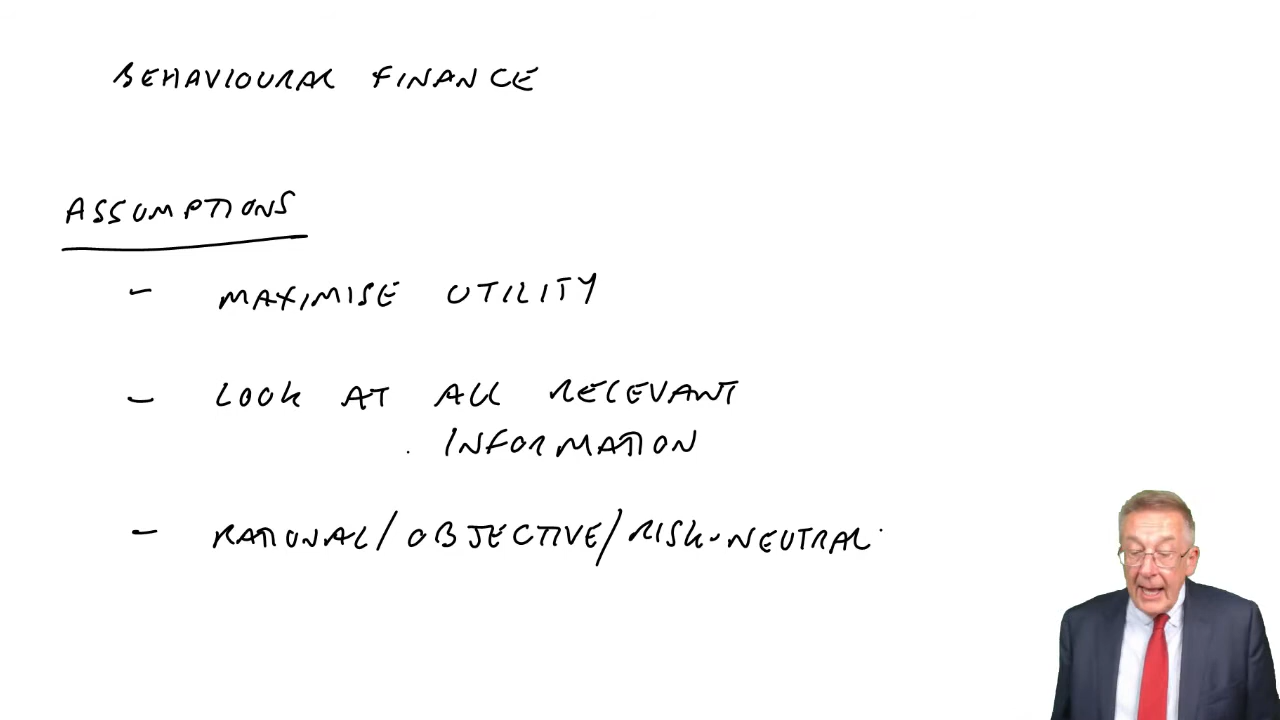 BEHAVIOURAL FINANCE
ASSUMPTIONS
- MAXIMISE UTILITY
- LOOK AT ALL RELEVANT
INFORMATION
- RATIONAL/OBJECTIVE/RISK-NEUTRAL